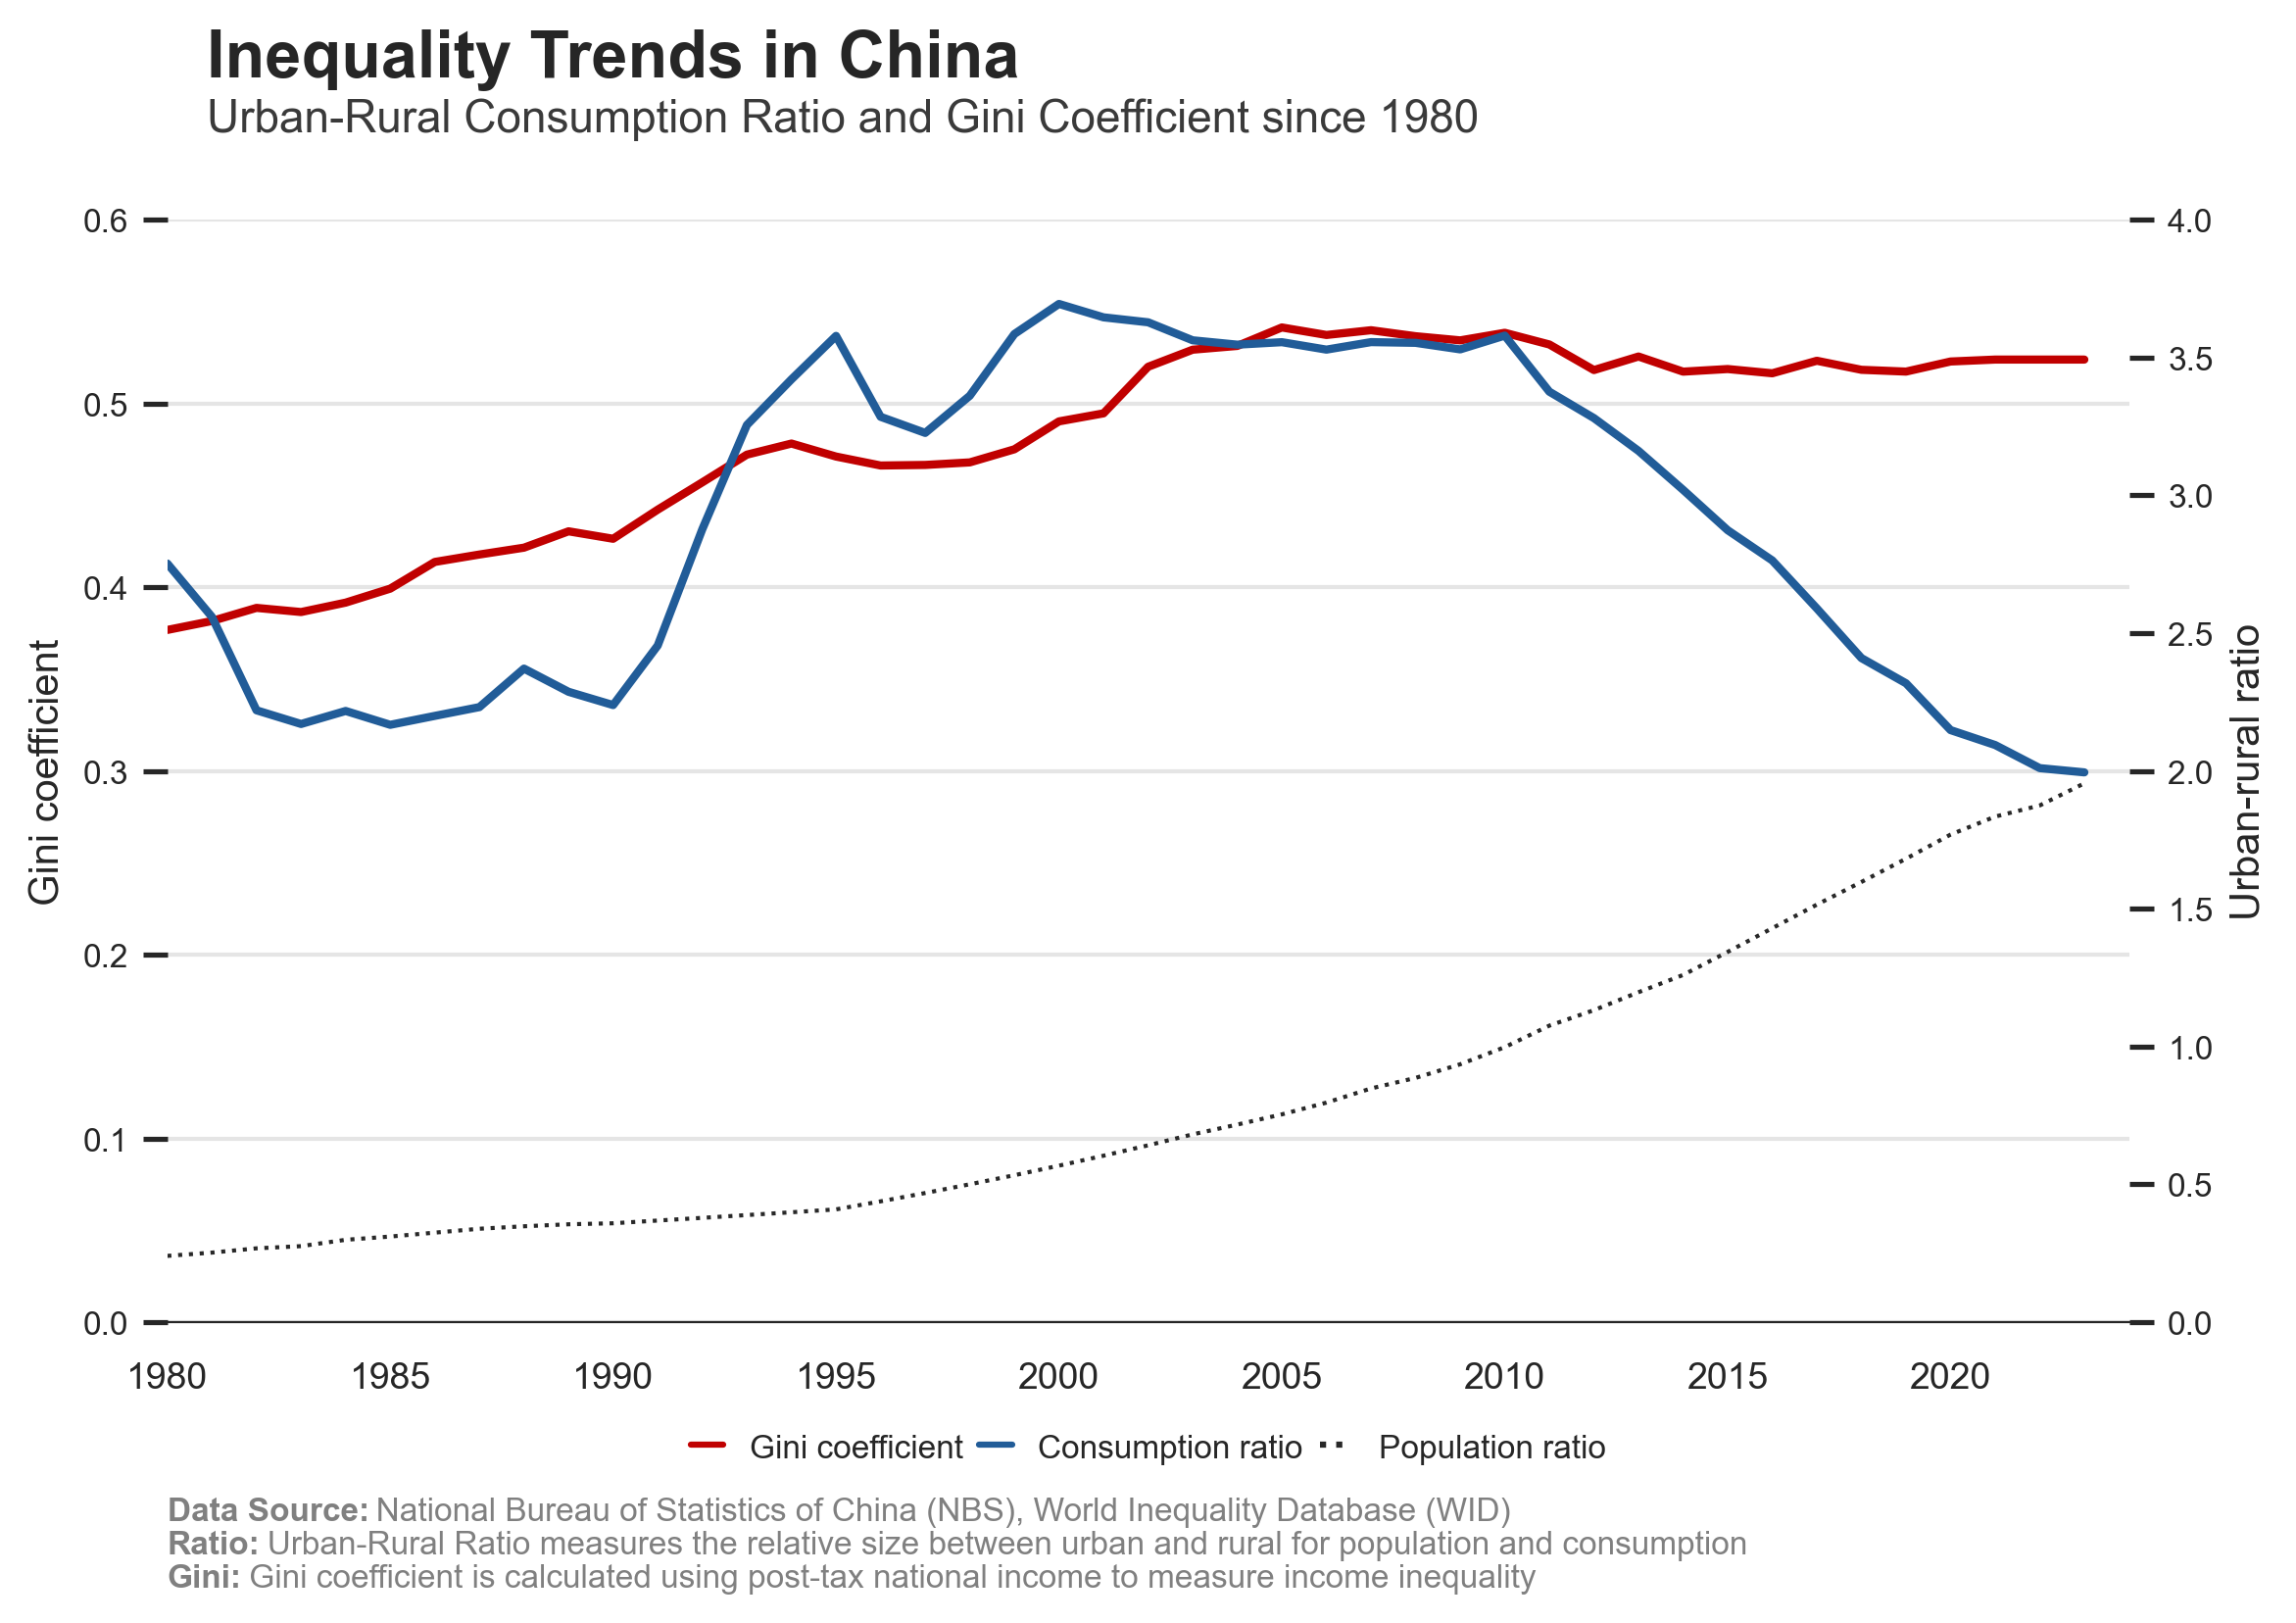 Inequality Trends in China
Urban-Rural Consumption Ratio and Gini Coefficient since 1980
0.6
0.5
0.4
0.3
0.2
0.1
0.0
Gini coefficient
4.0
3.5
3.0
2.5
2.0
1.5
1.0
0.5
0.0
Urban-rural ratio
1980 1985 1990 1995 2000 2005 2010 2015 2020
Gini coefficient Consumption ratio Population ratio
Data Source: National Bureau of Statistics of China (NBS), World Inequality Database (WID)
Ratio: Urban-Rural Ratio measures the relative size between urban and rural for population and consumption
Gini: Gini coefficient is calculated using post-tax national income to measure income inequality